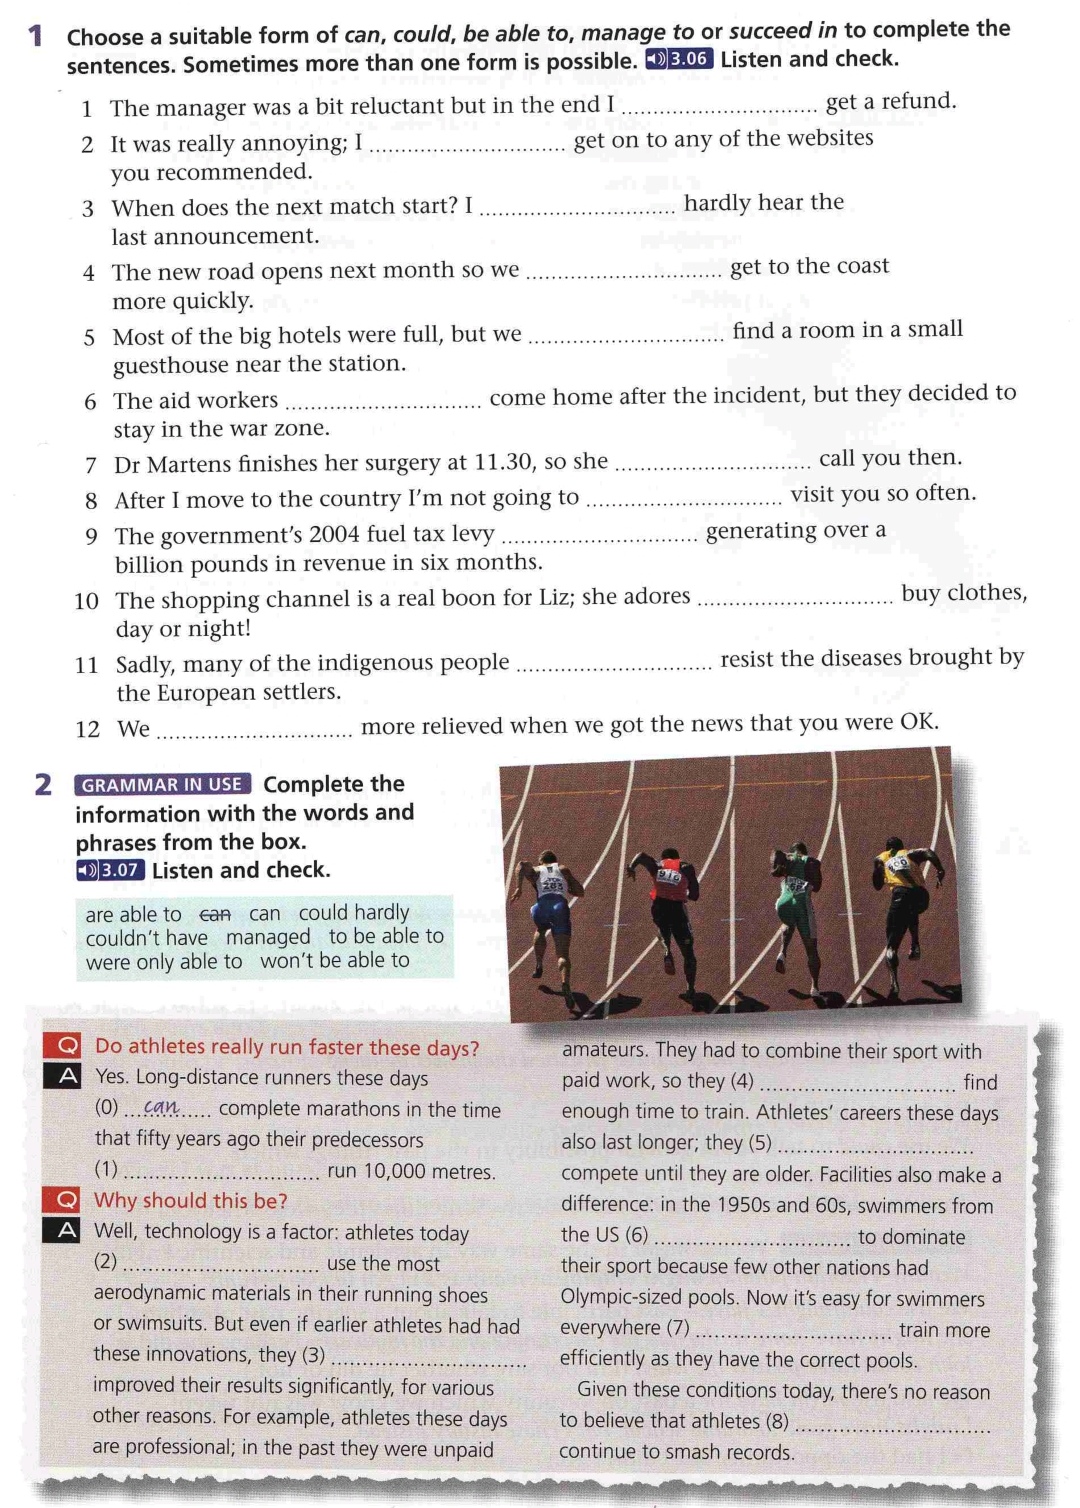 1 Choose a suitable form of can, could, be able to, manage to or succeed in to complete the
sentences. Sometimes more than one form is possible. 3.06 Listen and check.
1 The manager was a bit reluctant but in the end I .............................. get a refund.
2 It was really annoying; I .............................. get on to any of the websites
you recommended.
3 When does the next match start? I .............................. hardly hear the
last announcement.
4 The new road opens next month so we .............................. get to the coast
more quickly.
5 Most of the big hotels were full, but we .............................. find a room in a small
guesthouse near the station.
6 The aid workers .............................. come home after the incident, but they decided to
stay in the war zone.
7 Dr Martens finishes her surgery at 11.30, so she .............................. call you then.
8 After I move to the country I'm not going to .............................. visit you so often.
9 The government's 2004 fuel tax levy .............................. generating over a
billion pounds in revenue in six months.
10 The shopping channel is a real boon for Liz; she adores .............................. buy clothes,
day or night!
11 Sadly, many of the indigenous people .............................. resist the diseases brought by
the European settlers.
12 We .............................. more relieved when we got the news that you were OK.
2 GRAMMAR IN USE Complete the
information with the words and
phrases from the box.
3.07 Listen and check.
are able to can can could hardly
couldn't have managed to be able to
were only able to won't be able to
Q Do athletes really run faster these days?
A Yes. Long-distance runners these days
(0) ...can..... complete marathons in the time
that fifty years ago their predecessors
(1) .............................. run 10,000 metres.
Q Why should this be?
A Well, technology is a factor: athletes today
(2) .............................. use the most
aerodynamic materials in their running shoes
or swimsuits. But even if earlier athletes had had
these innovations, they (3) ..............................
improved their results significantly, for various
other reasons. For example, athletes these days
are professional; in the past they were unpaid
amateurs. They had to combine their sport with
paid work, so they (4) .............................. find
enough time to train. Athletes' careers these days
also last longer; they (5) ..............................
compete until they are older. Facilities also make a
difference: in the 1950s and 60s, swimmers from
the US (6) .............................. to dominate
their sport because few other nations had
Olympic-sized pools. Now it's easy for swimmers
everywhere (7) .............................. train more
efficiently as they have the correct pools.
Given these conditions today, there's no reason
to believe that athletes (8) ..............................
continue to smash records.